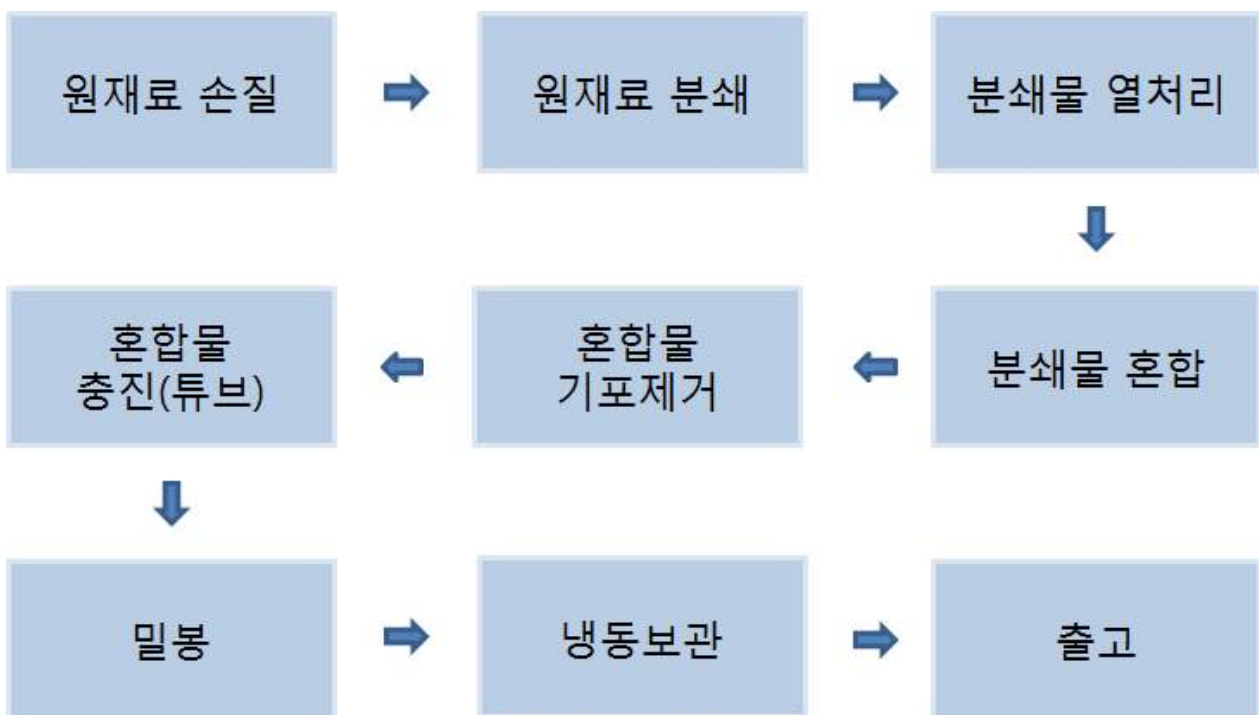 원재료 손질
원재료 분쇄
분쇄물 열처리
분쇄물 혼합
혼합물
기포제거
혼합물
충진(튜브)
밀봉
냉동보관
출고